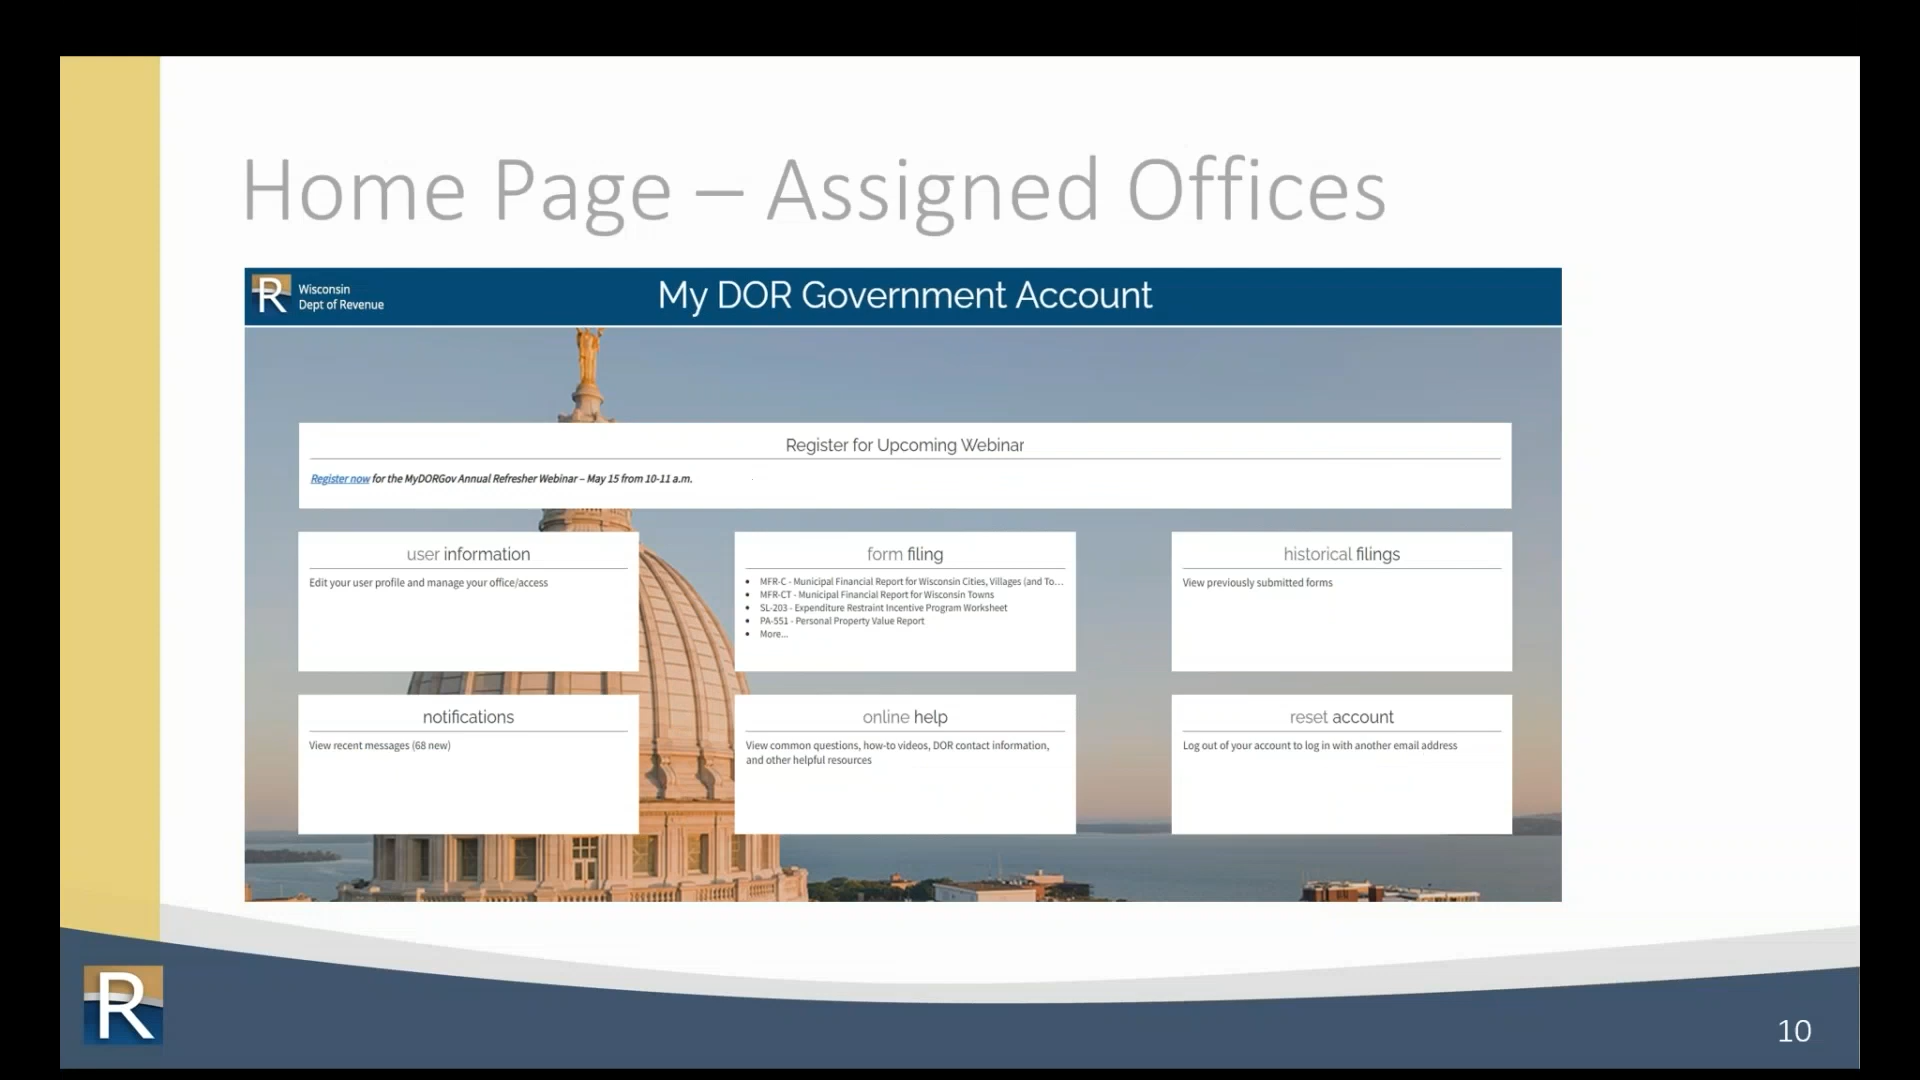 Home Page – Assigned Offices
R
Wisconsin
Dept of Revenue
My DOR Government Account
Register for Upcoming Webinar
Register now for the MyDORGov Annual Refresher Webinar – May 15 from 10-11 a.m.
user information
Edit your user profile and manage your office/access
form filing
• MFR-C - Municipal Financial Report for Wisconsin Cities, Villages (and To...
• MFR-CT - Municipal Financial Report for Wisconsin Towns
• SL-203 - Expenditure Restraint Incentive Program Worksheet
• PA-551 - Personal Property Value Report
• More...
historical filings
View previously submitted forms
notifications
View recent messages (68 new)
online help
View common questions, how-to videos, DOR contact information,
and other helpful resources
reset account
Log out of your account to log in with another email address
R
10